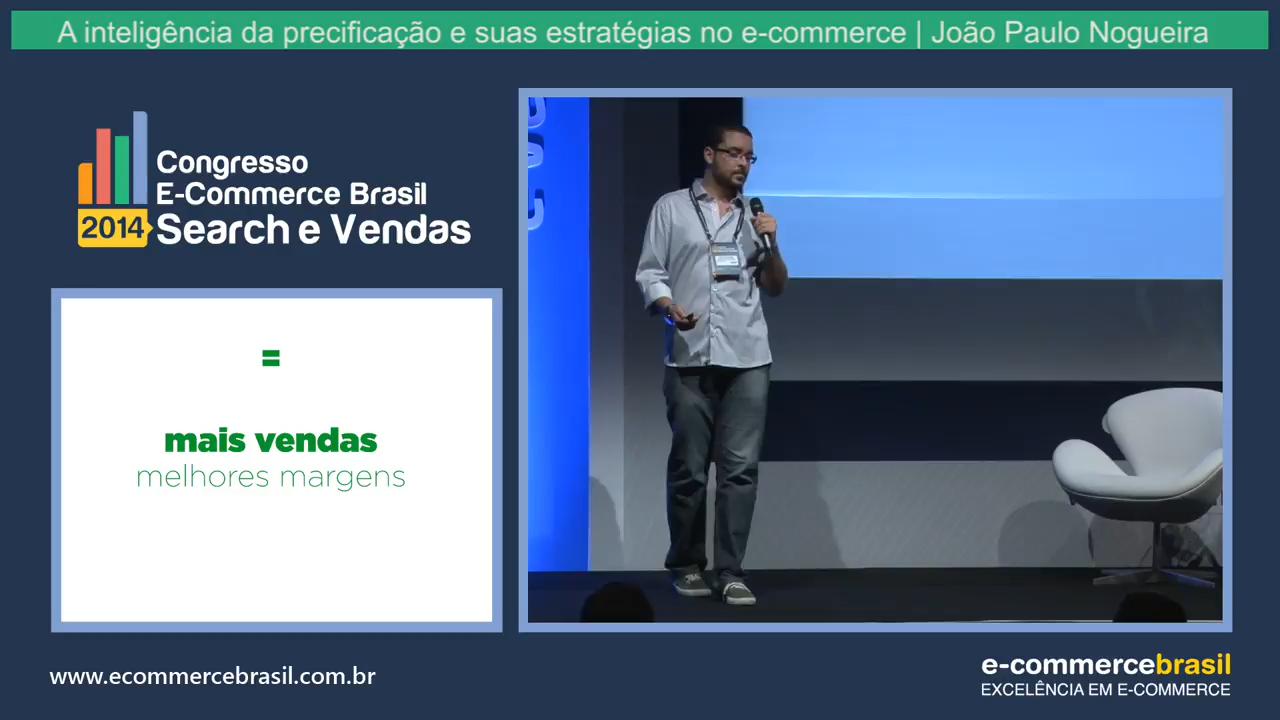 A inteligência da precificação e suas estratégias no e-commerce | João Paulo Nogueira
Congresso
E-Commerce Brasil
2014 Search e Vendas
=
mais vendas
melhores margens
www.ecommercebrasil.com.br
e-commercebrasil
EXCELÊNCIA EM E-COMMERCE